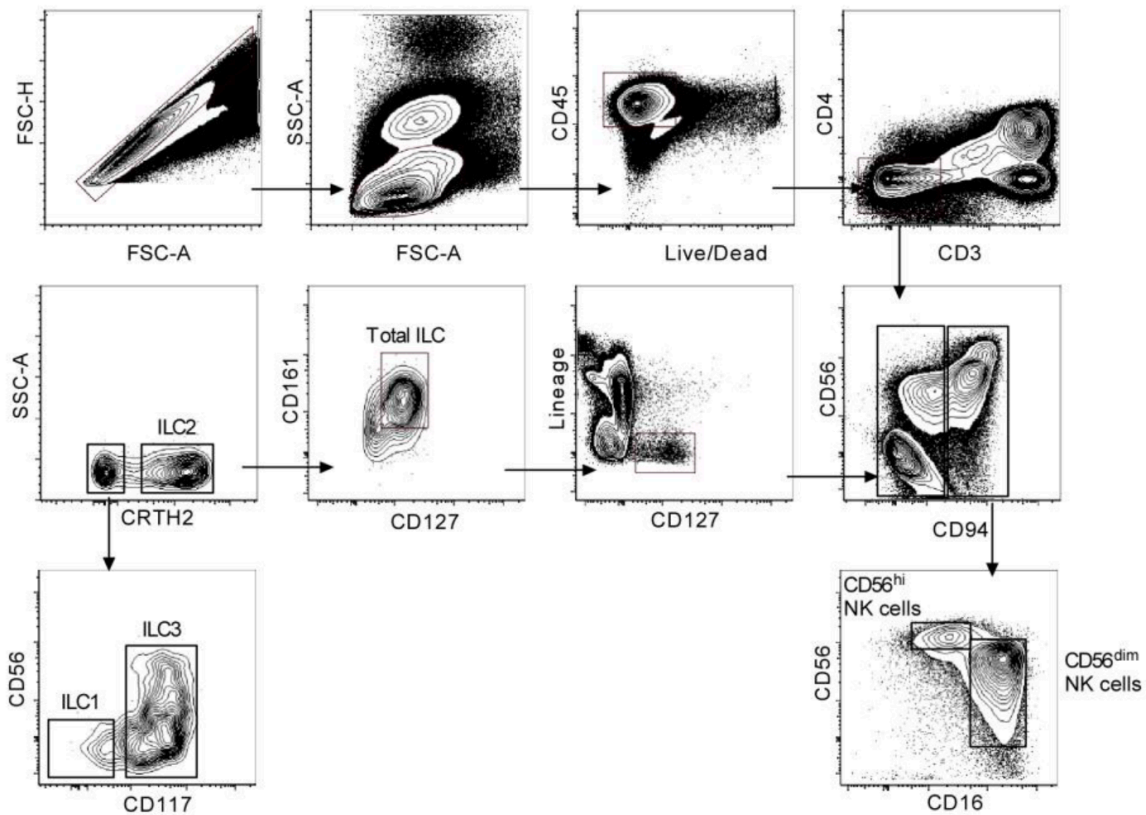 FSC-H
FSC-A
SSC-A
FSC-A
CD45
Live/Dead
CD4
CD3
SSC-A
ILC2
CRTH2
Total ILC
CD161
CD127
Lineage
CD127
CD56
CD94
CD56
ILC1
ILC3
CD117
CD56hi
NK cells
CD56
CD56dim
NK cells
CD16